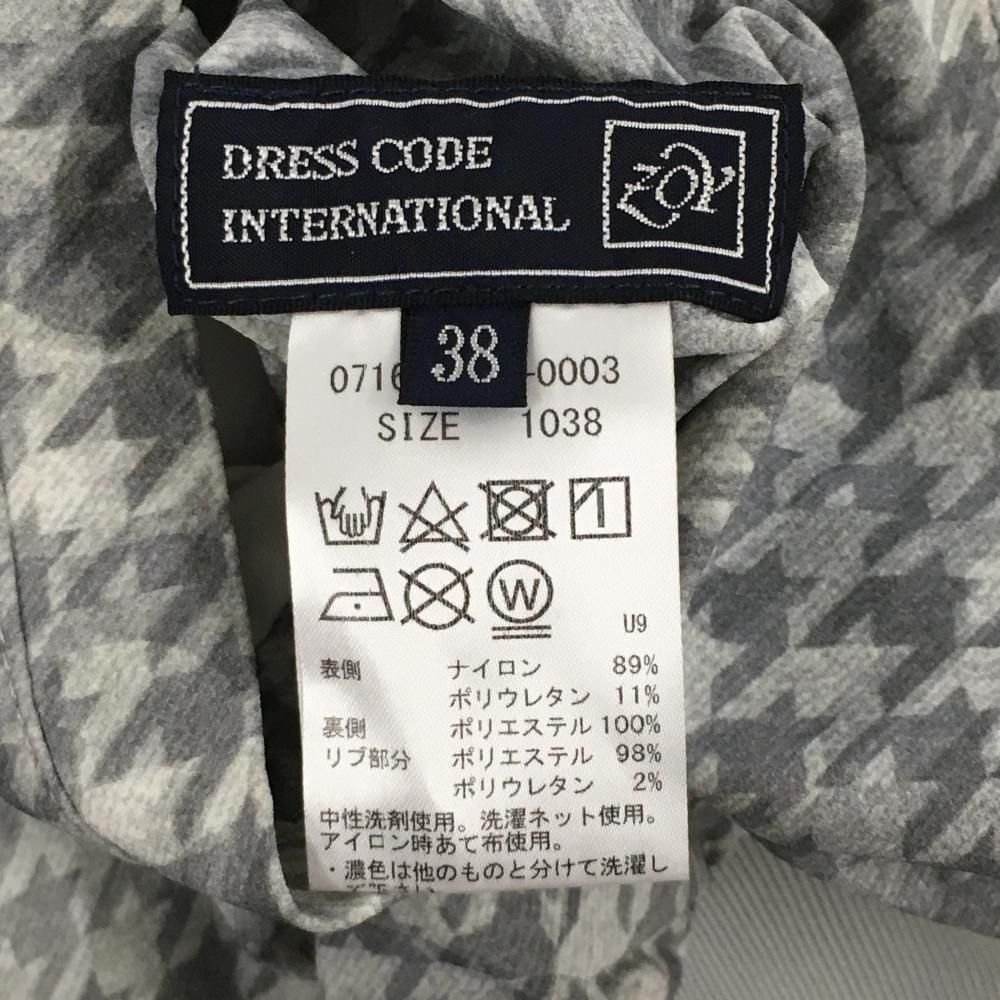 DRESS CODE
INTERNATIONAL
ZOY
38
0716 -0003
SIZE 1038
W
U9
表側 ナイロン 89%
ポリウレタン 11%
裏側 ポリエステル 100%
リブ部分 ポリエステル 98%
ポリウレタン 2%
中性洗剤使用。洗濯ネット使用。
アイロン時あて布使用。
・濃色は他のものと分けて洗濯し